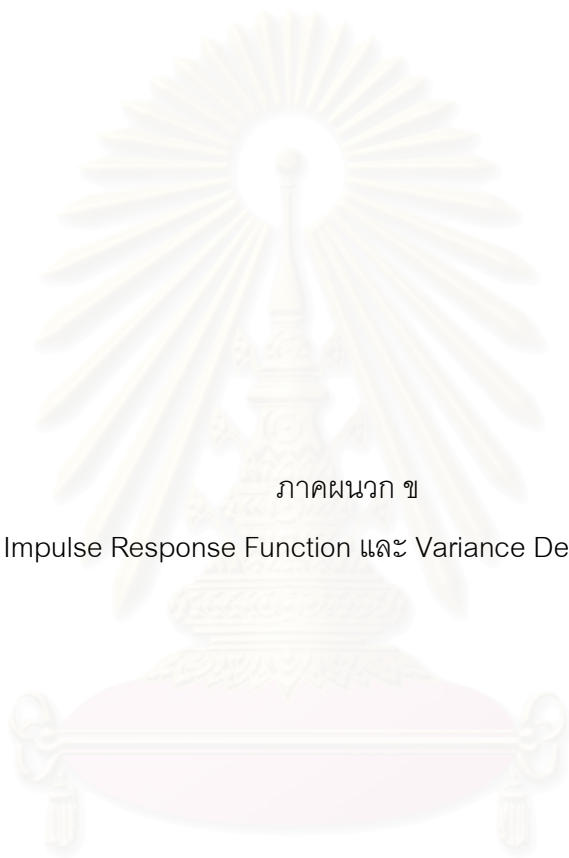 ภาคผนวก ข
Impulse Response Function และ Variance De